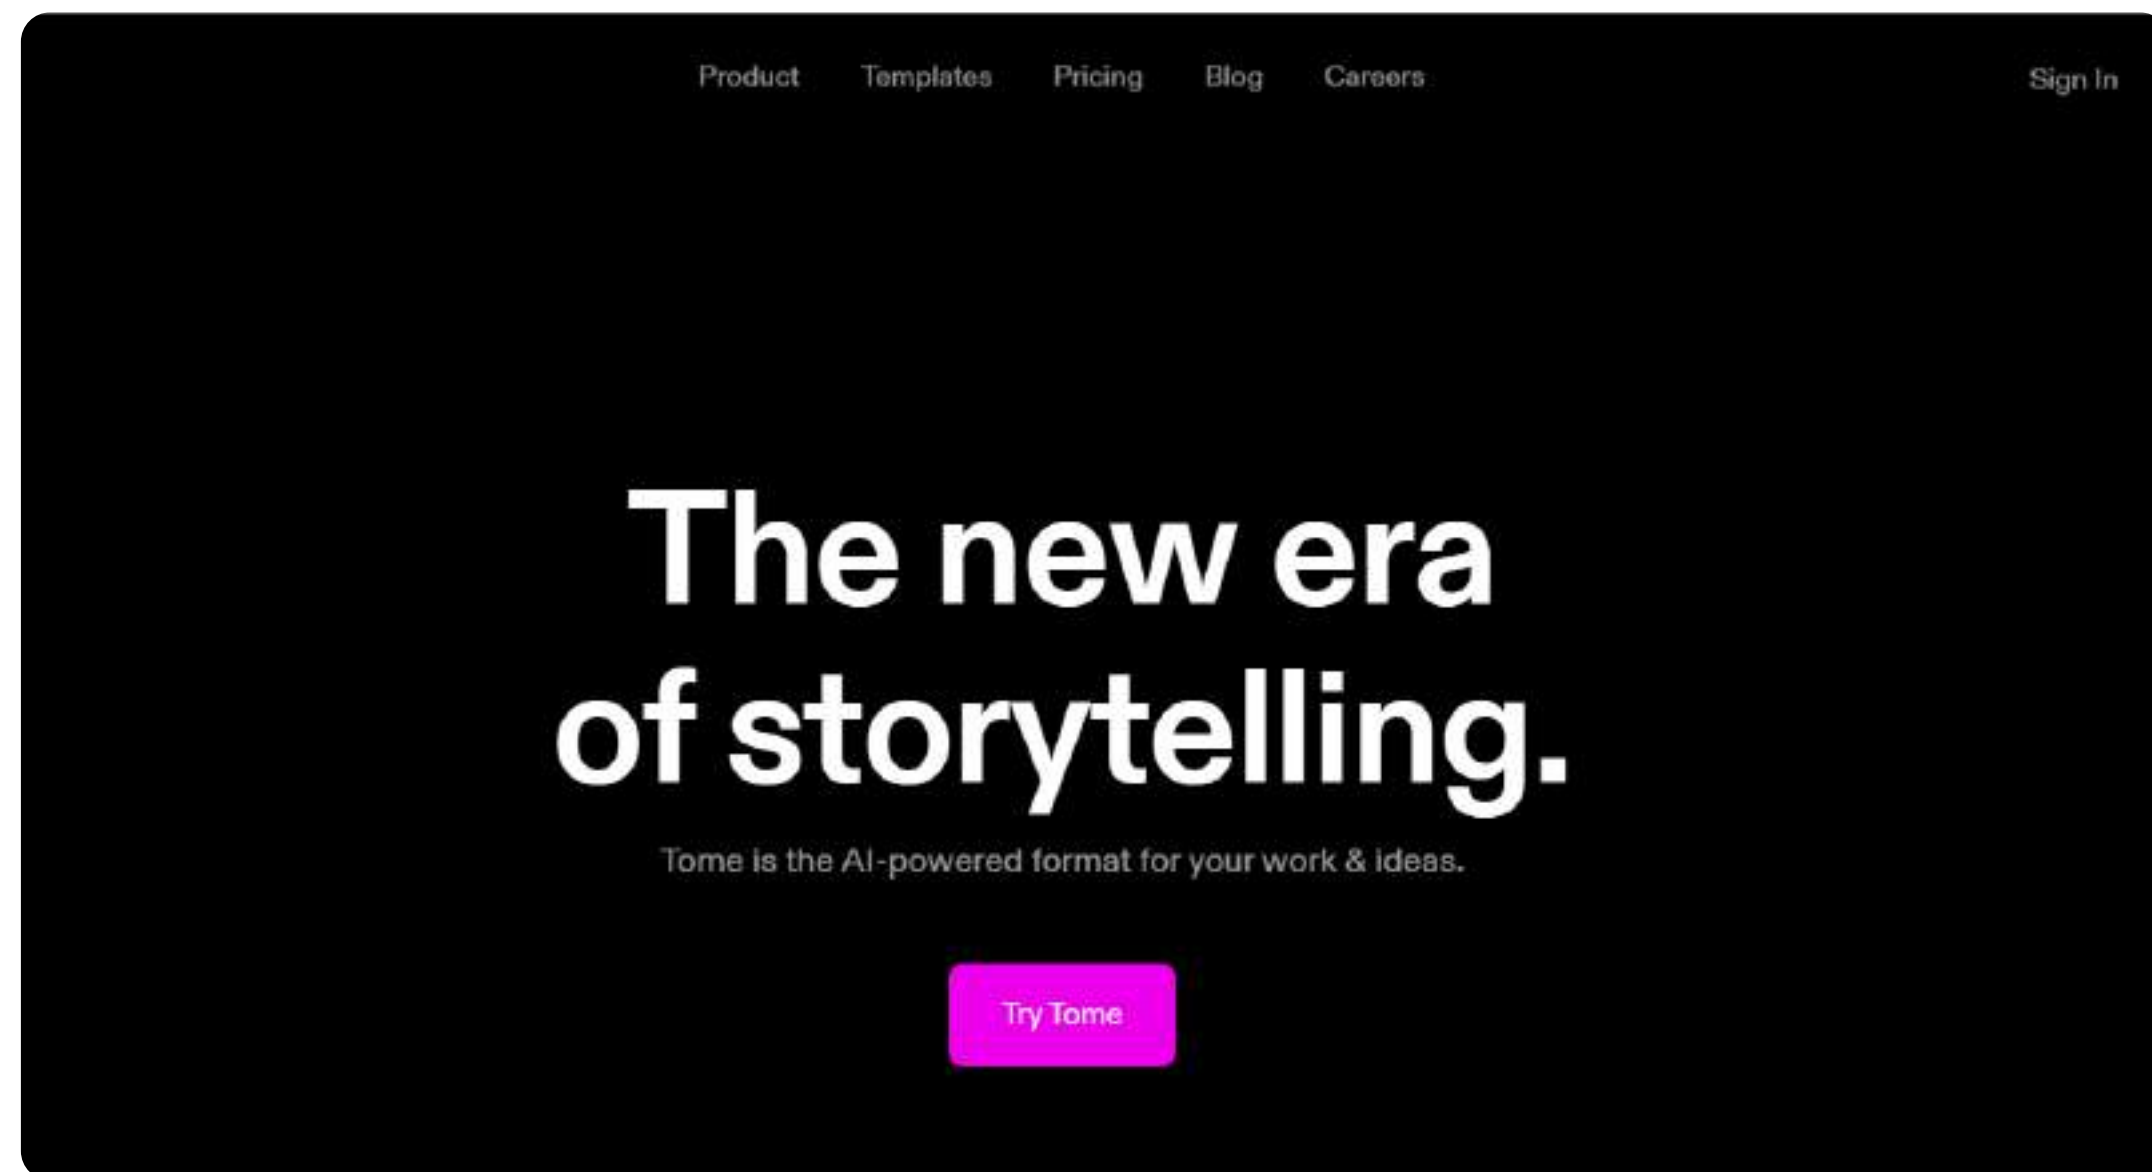 Product Templates Pricing Blog Careers Sign In
The new era
of storytelling.
Tome is the AI-powered format for your work & ideas.
Try Tome